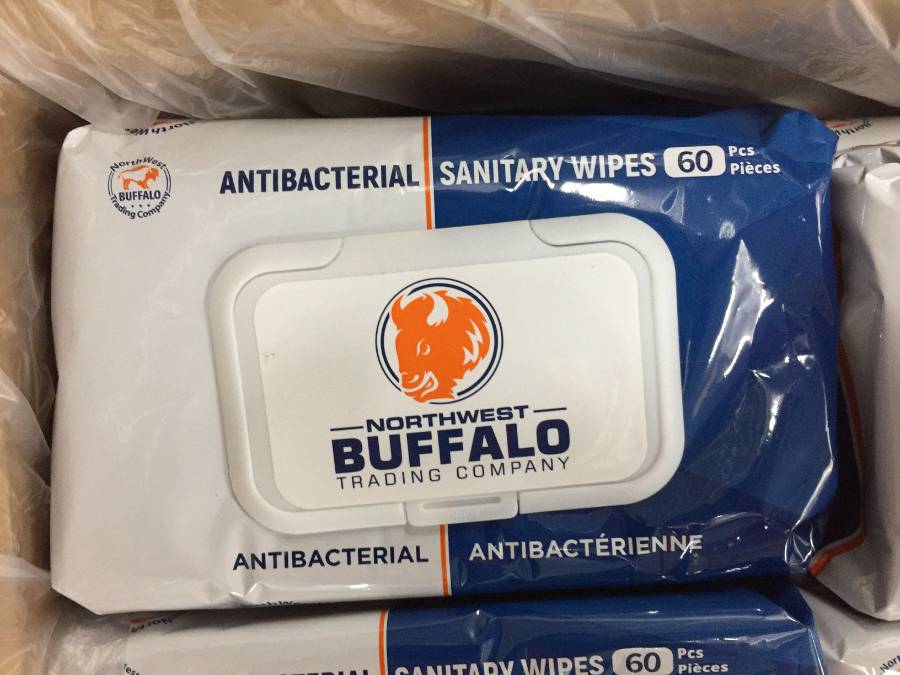 NorthWest
BUFFALO
Trading Company
ANTIBACTERIAL SANITARY WIPES 60 Pcs Pièces
NORTHWEST
BUFFALO
TRADING COMPANY
OPEN
ANTIBACTERIAL ANTIBACTÉRIENNE
SANITARY WIPES 60 Pcs Pièces